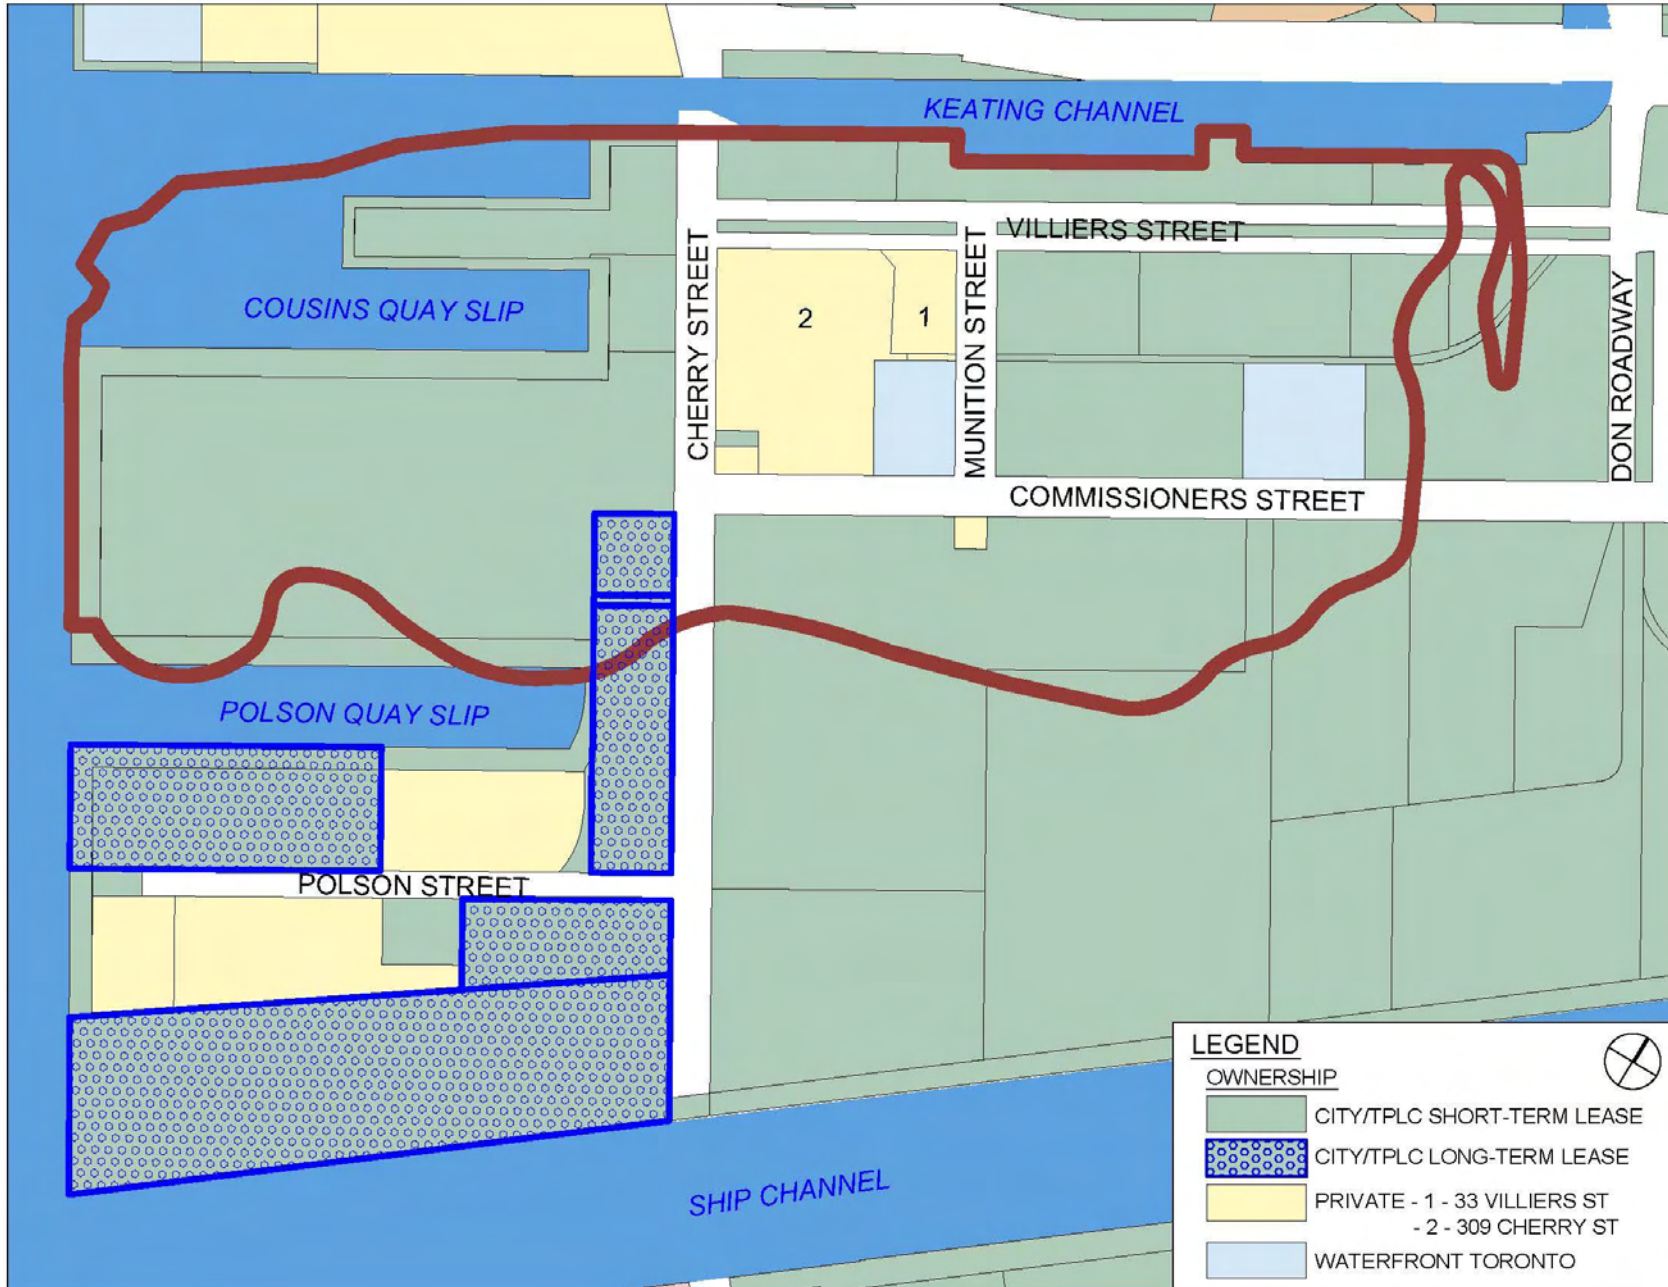 KEATING CHANNEL
VILLIERS STREET
COUSINS QUAY SLIP
CHERRY STREET
2
1
MUNITION STREET
DON ROADWAY
COMMISSIONERS STREET
POLSON QUAY SLIP
POLSON STREET
SHIP CHANNEL
LEGEND
OWNERSHIP
CITY/TPLC SHORT-TERM LEASE
CITY/TPLC LONG-TERM LEASE
PRIVATE - 1 - 33 VILLIERS ST
- 2 - 309 CHERRY ST
WATERFRONT TORONTO